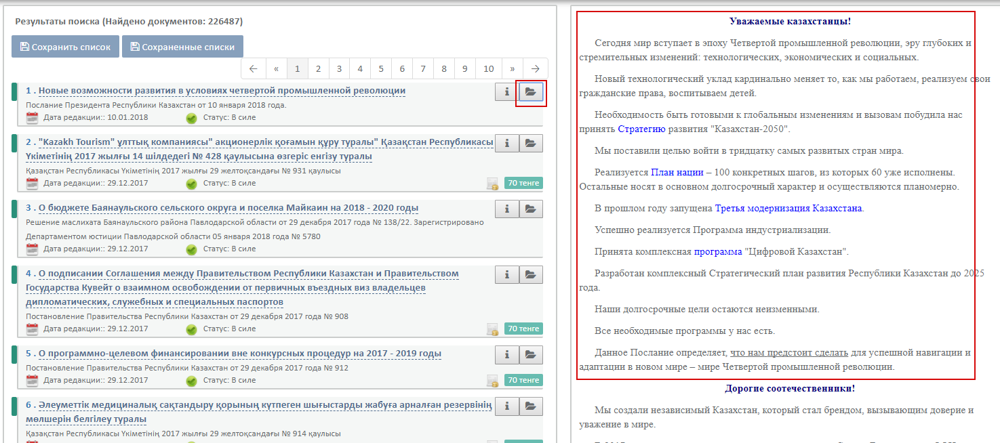 Результаты поиска (Найдено документов: 226487)
Сохранить список Сохраненные списки
← « 1 2 3 4 5 6 7 8 9 10 » →
1 . Новые возможности развития в условиях четвертой промышленной революции
Послание Президента Республики Казахстан от 10 января 2018 года.
Дата редакции:: 10.01.2018 Статус: В силе
2 . "Kazakh Tourism" ұлттық компаниясы" акционерлік қоғамын құру туралы" Қазақстан Республикасы
Үкіметінің 2017 жылғы 14 шілдедегі № 428 қаулысына өзгеріс енгізу туралы
Қазақстан Республикасы Үкіметінің 2017 жылғы 29 желтоқсандағы № 931 қаулысы
Дата редакции:: 29.12.2017 Статус: В силе 70 тенге
3 . О бюджете Баянаульского сельского округа и поселка Майкаин на 2018 - 2020 годы
Решение маслихата Баянаульского района Павлодарской области от 29 декабря 2017 года № 138/22. Зарегистрировано
Департаментом юстиции Павлодарской области 05 января 2018 года № 5780
Дата редакции:: 29.12.2017 Статус: В силе
4 . О подписании Соглашения между Правительством Республики Казахстан и Правительством
Государства Кувейт о взаимном освобождении от первичных въездных виз владельцев
дипломатических, служебных и специальных паспортов
Постановление Правительства Республики Казахстан от 29 декабря 2017 года № 908
Дата редакции:: 29.12.2017 Статус: В силе 70 тенге
5 . О программно-целевом финансировании вне конкурсных процедур на 2017 - 2019 годы
Постановление Правительства Республики Казахстан от 29 декабря 2017 года № 912
Дата редакции:: 29.12.2017 Статус: В силе 70 тенге
6 . Әлеуметтік медициналық сақтандыру қорының күтпеген шығыстарды жабуға арналған резервінің
мөлшерін белгілеу туралы
Қазақстан Республикасы Үкіметінің 2017 жылғы 29 желтоқсандағы № 914 қаулысы
Уважаемые казахстанцы!
Сегодня мир вступает в эпоху Четвертой промышленной революции, эру глубоких и
стремительных изменений: технологических, экономических и социальных.
Новый технологический уклад кардинально меняет то, как мы работаем, реализуем свои
гражданские права, воспитываем детей.
Необходимость быть готовыми к глобальным изменениям и вызовам побудила нас
принять Стратегию развития "Казахстан-2050".
Мы поставили целью войти в тридцатку самых развитых стран мира.
Реализуется План нации – 100 конкретных шагов, из которых 60 уже исполнены.
Остальные носят в основном долгосрочный характер и осуществляются планомерно.
В прошлом году запущена Третья модернизация Казахстана.
Успешно реализуется Программа индустриализации.
Принята комплексная программа "Цифровой Казахстан".
Разработан комплексный Стратегический план развития Республики Казахстан до 2025
года.
Наши долгосрочные цели остаются неизменными.
Все необходимые программы у нас есть.
Данное Послание определяет, что нам предстоит сделать для успешной навигации и
адаптации в новом мире – мире Четвертой промышленной революции.
Дорогие соотечественники!
Мы создали независимый Казахстан, который стал брендом, вызывающим доверие и
уважение в мире.